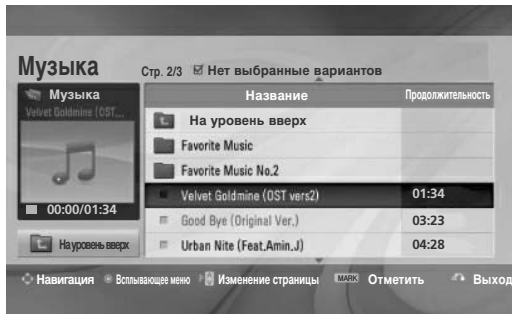 Музыка
Стр. 2/3 Нет выбранные вариантов
Музыка
Velvet Goldmine (OST...
00:00/01:34
На уровень вверх
Название Продолжительность
На уровень вверх
Favorite Music
Favorite Music No.2
Velvet Goldmine (OST vers2) 01:34
Good Bye (Original Ver.) 03:23
Urban Nite (Feat.Amin.J) 04:28
Навигация Всплывающее меню Изменение страницы MARK Отметить Выход